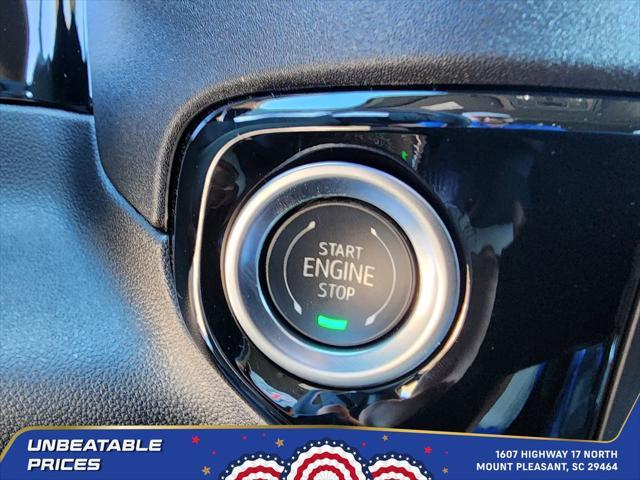 START
ENGINE
STOP
UNBEATABLE
PRICES
1607 HIGHWAY 17 NORTH
MOUNT PLEASANT, SC 29464